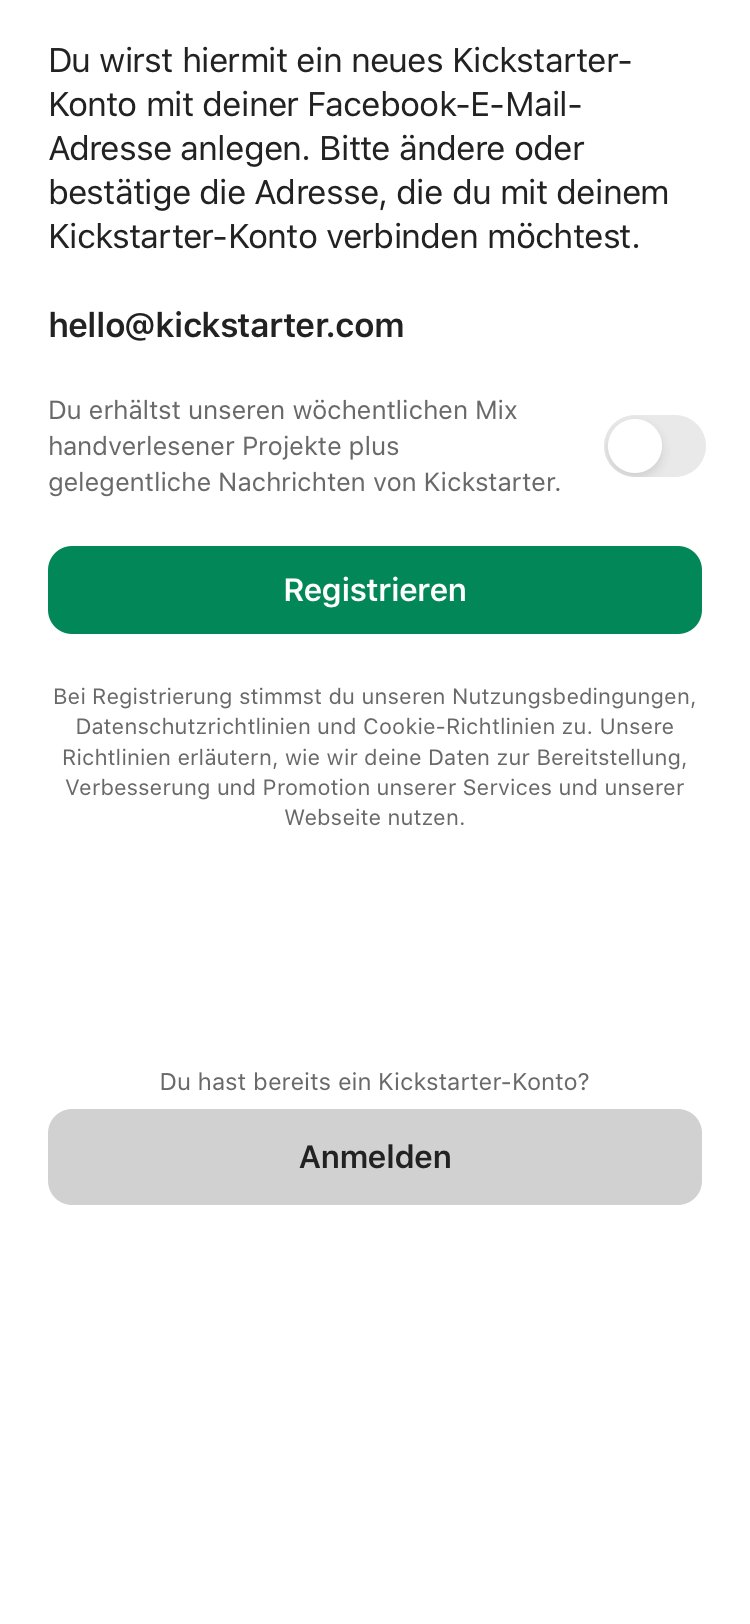 Du wirst hiermit ein neues Kickstarter-
Konto mit deiner Facebook-E-Mail-
Adresse anlegen. Bitte ändere oder
bestätige die Adresse, die du mit deinem
Kickstarter-Konto verbinden möchtest.
hello@kickstarter.com
Du erhältst unseren wöchentlichen Mix
handverlesener Projekte plus
gelegentliche Nachrichten von Kickstarter.
Registrieren
Bei Registrierung stimmst du unseren Nutzungsbedingungen,
Datenschutzrichtlinien und Cookie-Richtlinien zu. Unsere
Richtlinien erläutern, wie wir deine Daten zur Bereitstellung,
Verbesserung und Promotion unserer Services und unserer
Webseite nutzen.
Du hast bereits ein Kickstarter-Konto?
Anmelden